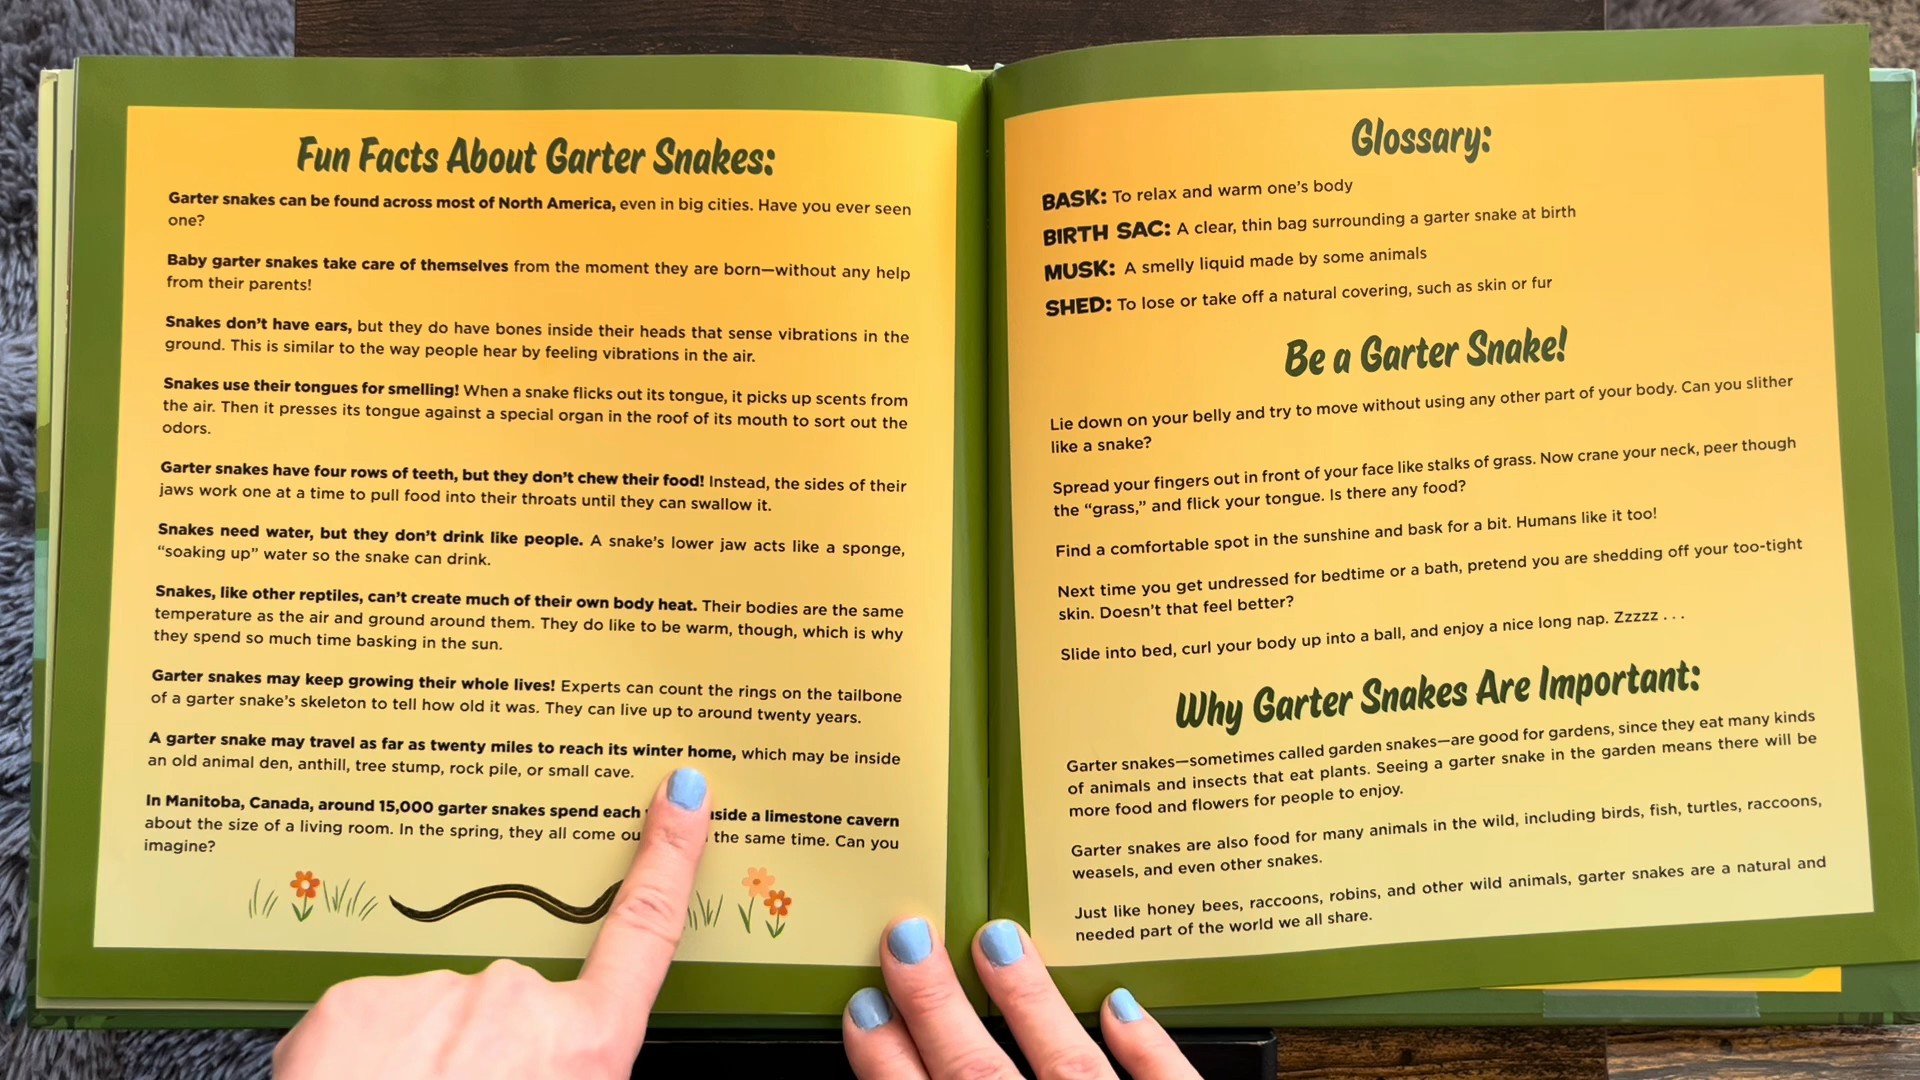 Fun Facts About Garter Snakes:
Garter snakes can be found across most of North America, even in big cities. Have you ever seen
one?
Baby garter snakes take care of themselves from the moment they are born—without any help
from their parents!
Snakes don't have ears, but they do have bones inside their heads that sense vibrations in the
ground. This is similar to the way people hear by feeling vibrations in the air.
Snakes use their tongues for smelling! When a snake flicks out its tongue, it picks up scents from
the air. Then it presses its tongue against a special organ in the roof of its mouth to sort out the
odors.
Garter snakes have four rows of teeth, but they don't chew their food! Instead, the sides of their
jaws work one at a time to pull food into their throats until they can swallow it.
Snakes need water, but they don't drink like people. A snake's lower jaw acts like a sponge,
"soaking up" water so the snake can drink.
Snakes, like other reptiles, can't create much of their own body heat. Their bodies are the same
temperature as the air and ground around them. They do like to be warm, though, which is why
they spend so much time basking in the sun.
Garter snakes may keep growing their whole lives! Experts can count the rings on the tailbone
of a garter snake's skeleton to tell how old it was. They can live up to around twenty years.
A garter snake may travel as far as twenty miles to reach its winter home, which may be inside
an old animal den, anthill, tree stump, rock pile, or small cave.
In Manitoba, Canada, around 15,000 garter snakes spend each a limestone cavern
about the size of a living room. In the spring, they all come the same time. Can you
imagine?
Glossary:
BASK: To relax and warm one's body
BIRTH SAC: A clear, thin bag surrounding a garter snake at birth
MUSK: A smelly liquid made by some animals
SHED: To lose or take off a natural covering, such as skin or fur
Be a Garter Snake!
Lie down on your belly and try to move without using any other part of your body. Can you slither
like a snake?
Spread your fingers out in front of your face like stalks of grass. Now crane your neck, peer though
the "grass," and flick your tongue. Is there any food?
Find a comfortable spot in the sunshine and bask for a bit. Humans like it too!
Next time you get undressed for bedtime or a bath, pretend you are shedding off your too-tight
skin. Doesn't that feel better?
Slide into bed, curl your body up into a ball, and enjoy a nice long nap. Zzzzz . . .
Why Garter Snakes Are Important:
Garter snakes—sometimes called garden snakes—are good for gardens, since they eat many kinds
of animals and insects that eat plants. Seeing a garter snake in the garden means there will be
more food and flowers for people to enjoy.
Garter snakes are also food for many animals in the wild, including birds, fish, turtles, raccoons,
weasels, and even other snakes.
Just like honey bees, raccoons, robins, and other wild animals, garter snakes are a natural and
needed part of the world we all share.